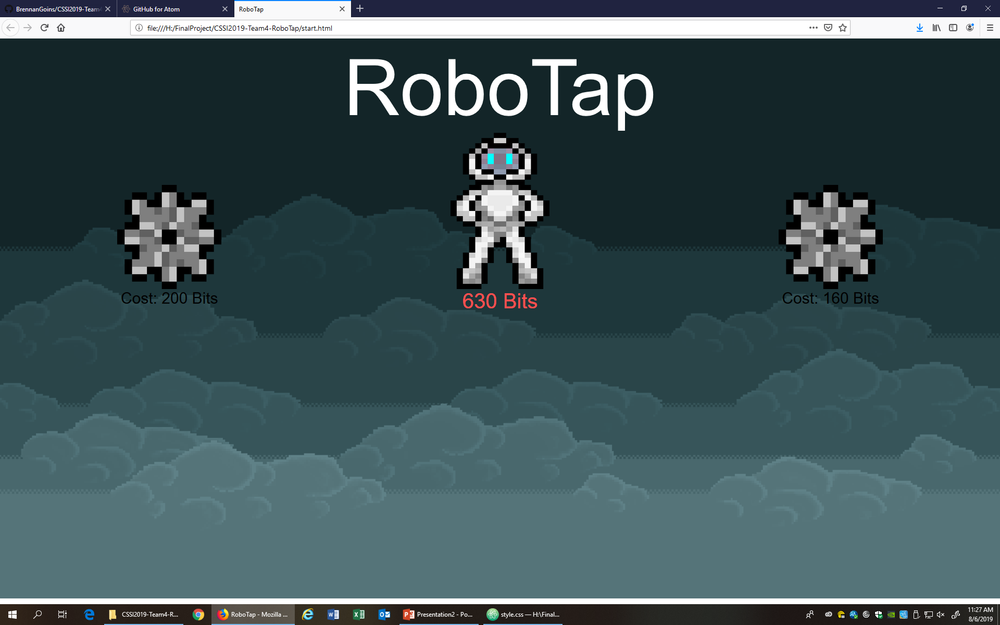 BrennanGoins/CSSI2019-Team4
GitHub for Atom
RoboTap
file:///H:/FinalProject/CSSI2019-Team4-RoboTap/start.html
RoboTap
Cost: 200 Bits
630 Bits
Cost: 160 Bits
CSSI2019-Team4-R...
RoboTap - Mozilla ...
Presentation2 - Po...
style.css — H:\Final...
11:27 AM
8/6/2019